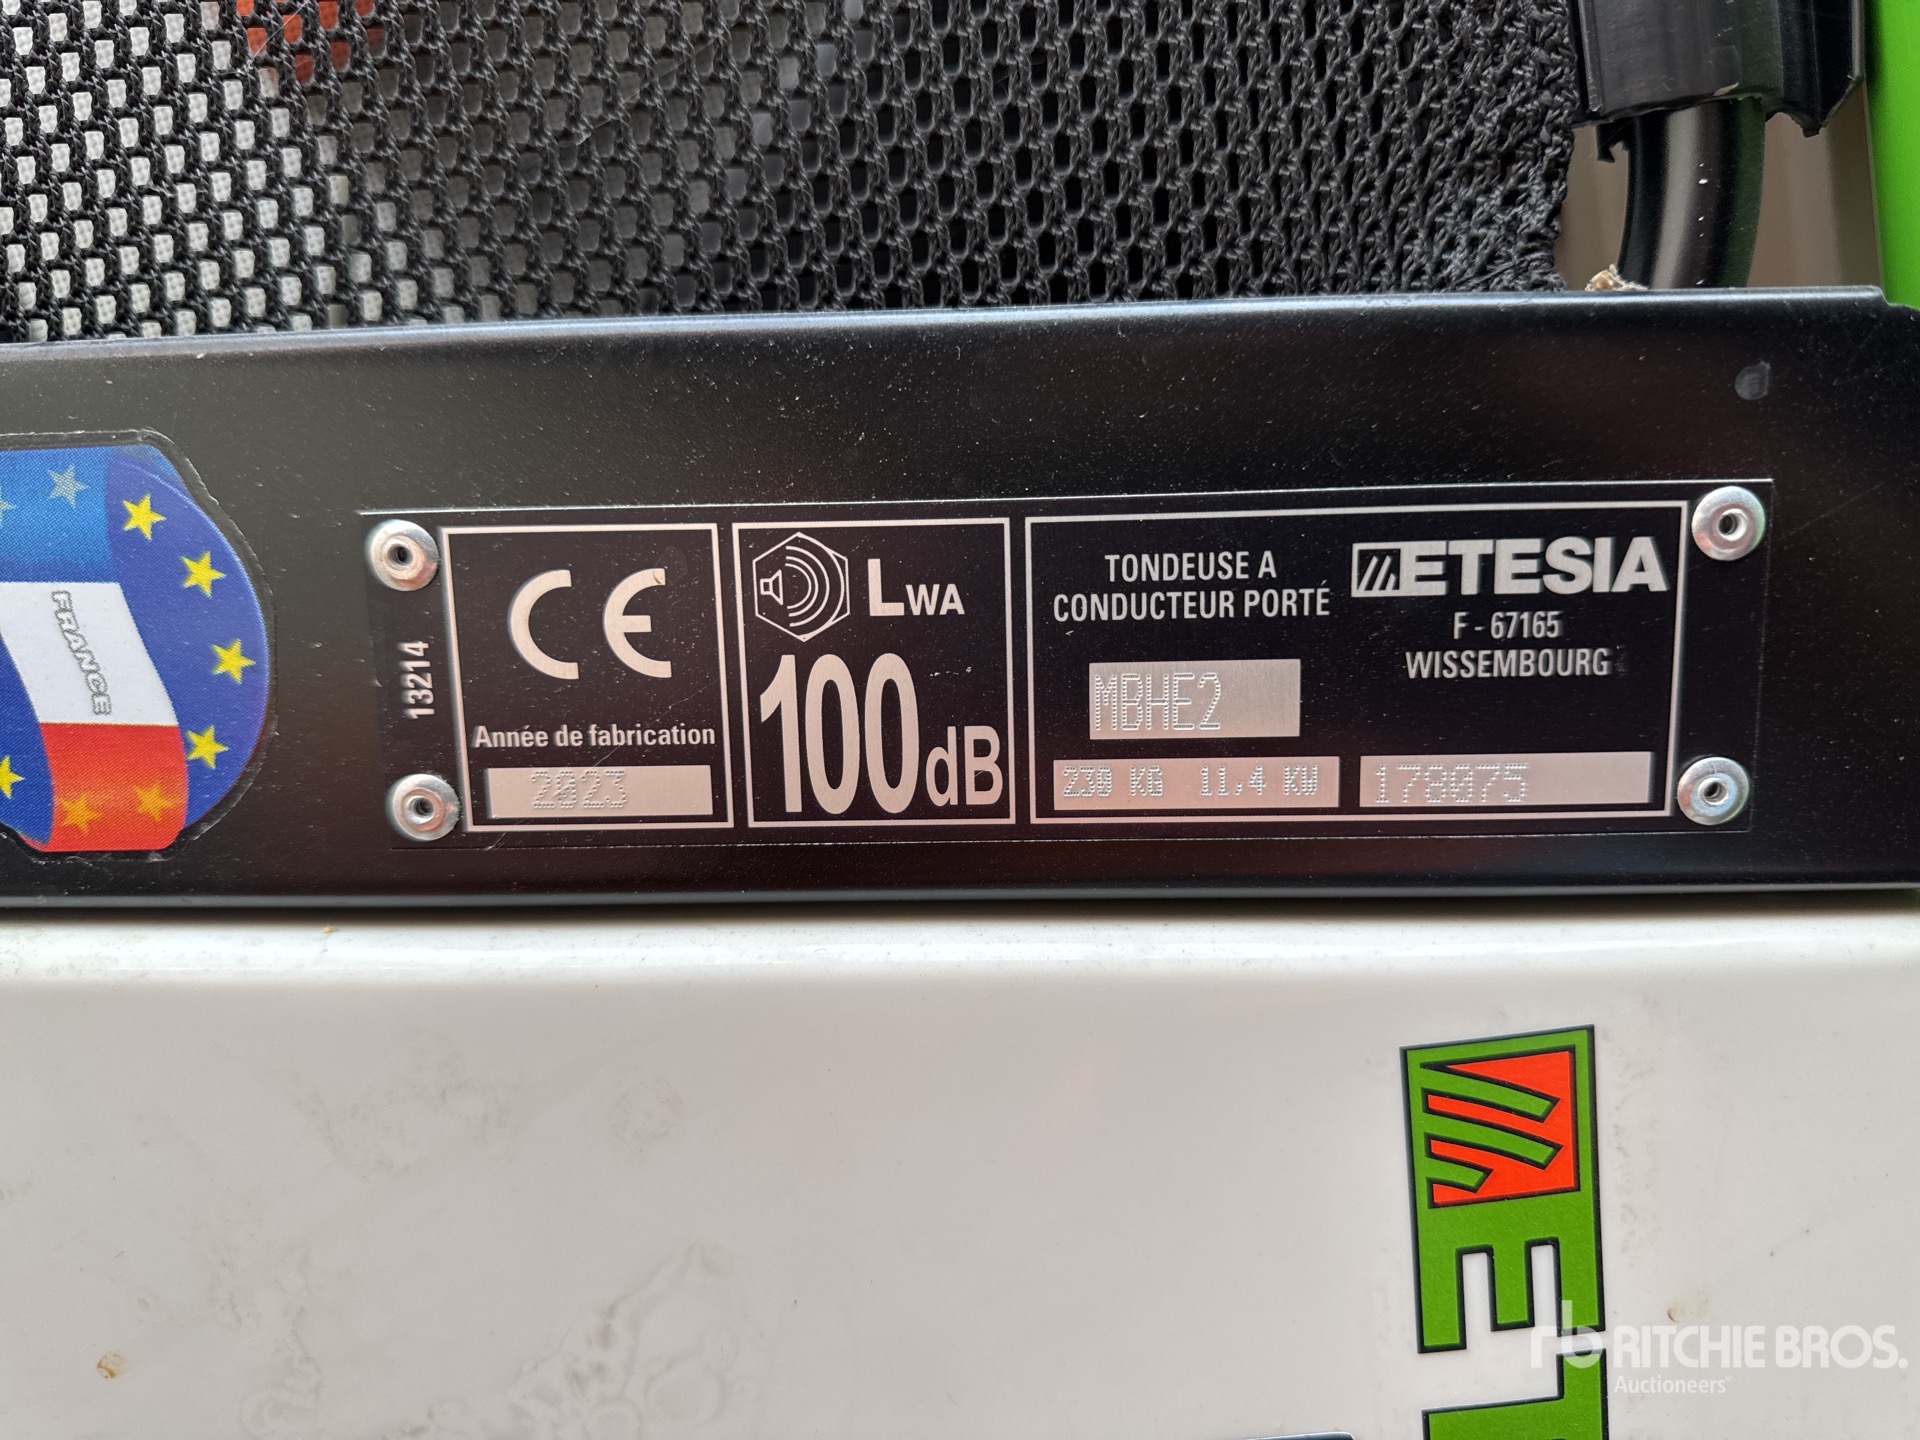 FRANCE
13214
CE
Année de fabrication
2023
LWA
100dB
TONDEUSE A
CONDUCTEUR PORTÉ
MBHE2
230 KG 11,4 KW
ETESIA
F - 67165
WISSEMBOURG
178075
ET
RITCHIE BROS.
Auctioneers